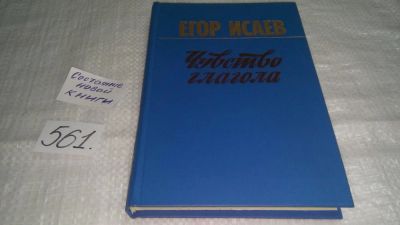 ЕГОР ИСАЕВ
Чувство
глагола
Состояние
новой
книги
561.